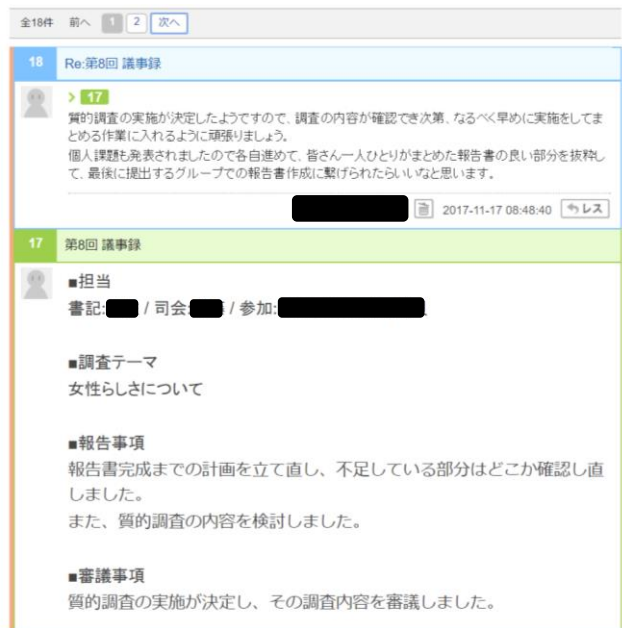 全18件 前へ 1 2 次へ
18 Re:第8回 議事録
> 17
質的調査の実施が決定したようですので、調査の内容が確認でき次第、なるべく早めに実施をしてま
とめる作業に入れるように頑張りましょう。
個人課題も発表されましたので各自進めて、皆さん一人ひとりがまとめた報告書の良い部分を抜粋し
て、最後に提出するグループでの報告書作成に繋げられたらいいなと思います。
2017-11-17 08:48:40 レス
17 第8回 議事録
■担当
書記: / 司会: / 参加:
■調査テーマ
女性らしさについて
■報告事項
報告書完成までの計画を立て直し、不足している部分はどこか確認し直
しました。
また、質的調査の内容を検討しました。
■審議事項
質的調査の実施が決定し、その調査内容を審議しました。